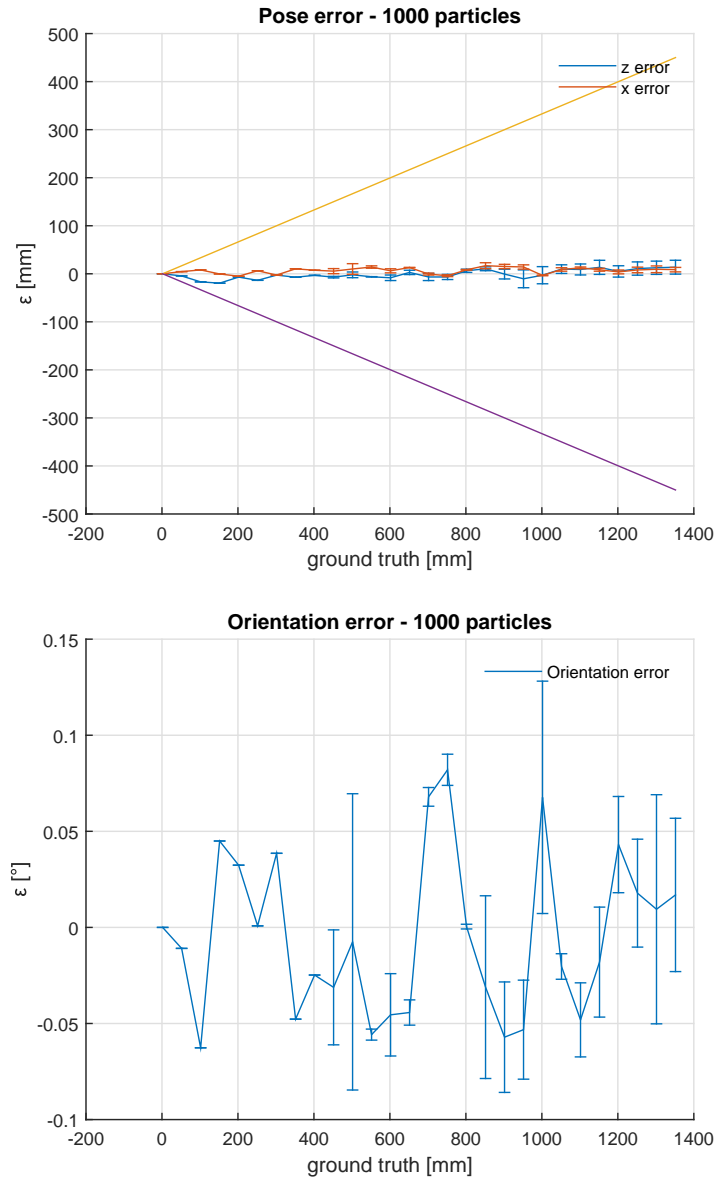 Pose error - 1000 particles
500
400
300
200
100
0
-100
-200
-300
-400
-500
ε [mm]
z error
x error
-200 0 200 400 600 800 1000 1200 1400
ground truth [mm]
Orientation error - 1000 particles
0.15
0.1
0.05
0
-0.05
-0.1
ε [°]
Orientation error
-200 0 200 400 600 800 1000 1200 1400
ground truth [mm]